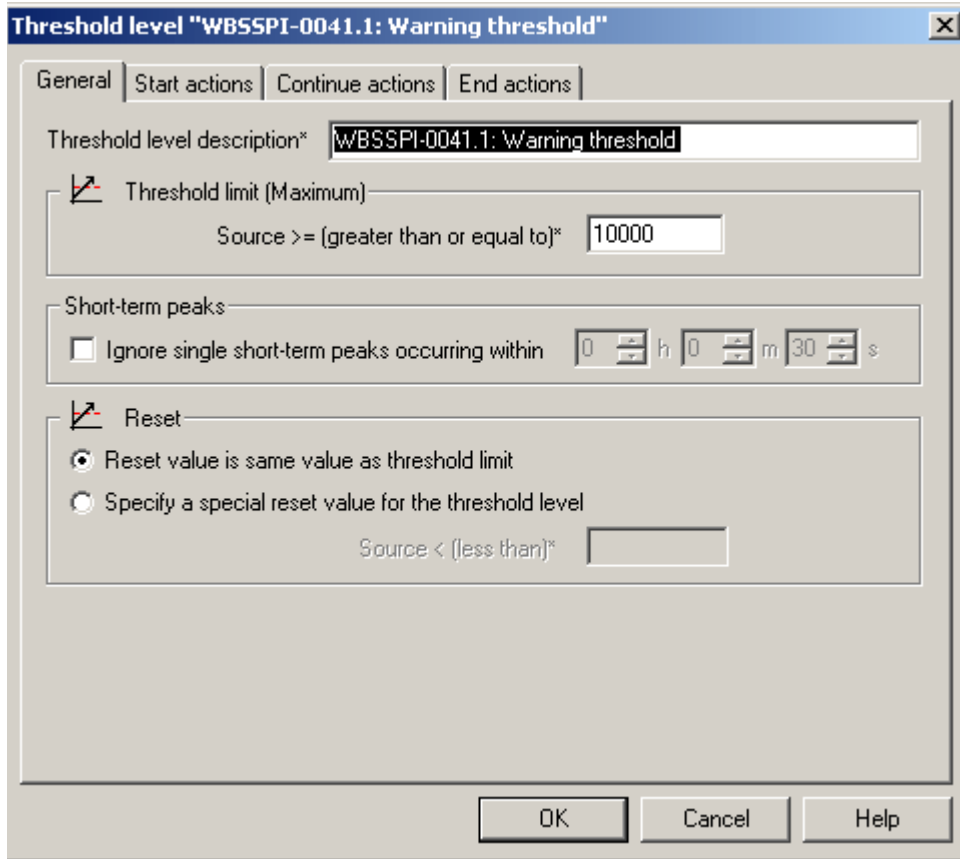 Threshold level "WBSSPI-0041.1: Warning threshold"
General Start actions Continue actions End actions
Threshold level description* WBSSPI-0041.1: Warning threshold
Threshold limit (Maximum)
Source >= (greater than or equal to)* 10000
Short-term peaks
Ignore single short-term peaks occurring within 0 h 0 m 30 s
Reset
Reset value is same value as threshold limit
Specify a special reset value for the threshold level
Source < (less than)*
OK Cancel Help